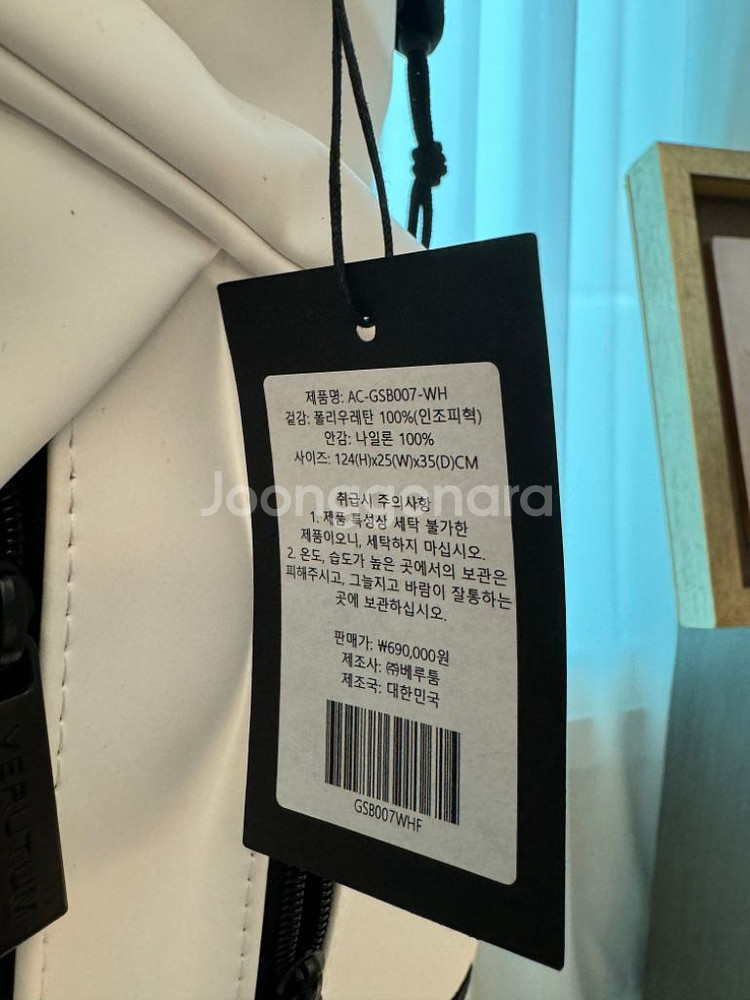 제품명: AC-GSB007-WH
겉감: 폴리우레탄 100%(인조피혁)
안감: 나일론 100%
사이즈: 124(H)x25(W)x35(D)CM
취급시 주의사항
Joonggonara
1. 제품 특성상 세탁 불가한
제품이오니, 세탁하지 마십시오.
2. 온도, 습도가 높은 곳에서의 보관은
피해주시고, 그늘지고 바람이 잘통하는
곳에 보관하십시오.
판매가: ₩690,000원
제조사: ㈜베루툼
제조국: 대한민국
GSB007WHF
VERUTUM